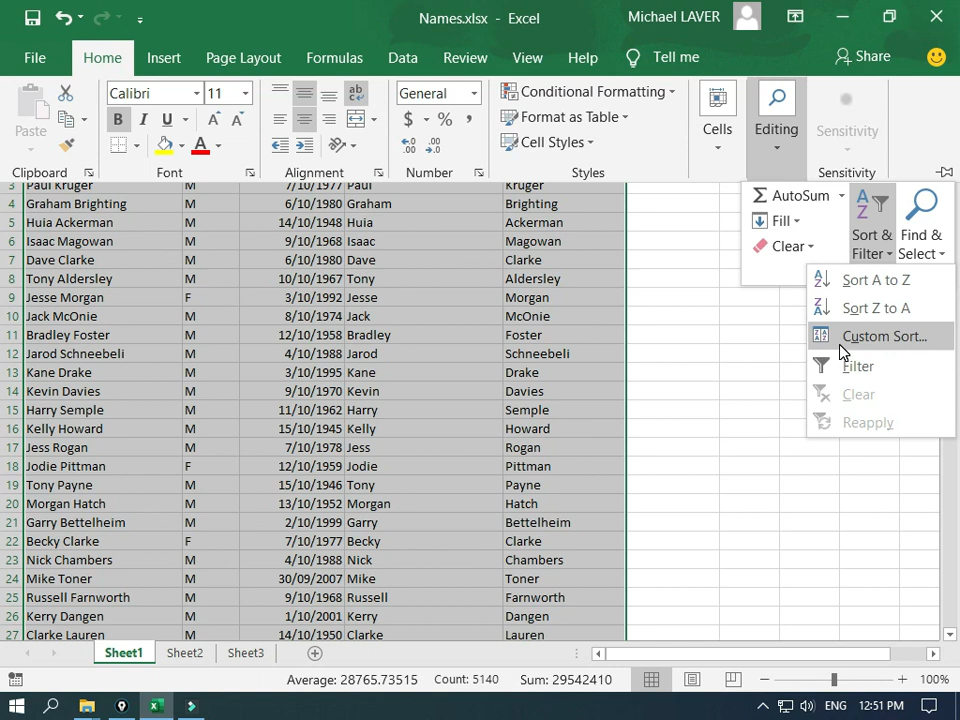 Names.xlsx - Excel
Michael LAVER
File Home Insert Page Layout Formulas Data Review View Help Tell me Share
Paste
Calibri 11
B I U A A
ab
General
$ % ,
Conditional Formatting
Format as Table
Cell Styles
Cells
Editing
Sensitivity
Clipboard Font Alignment Number Styles Sensitivity
AutoSum
Fill
Clear
Sort & Filter
Find & Select
Sort A to Z
Sort Z to A
Custom Sort...
Filter
Clear
Reapply
3 Paul Kruger M 7/10/1977 Paul Kruger
4 Graham Brighting M 6/10/1980 Graham Brighting
5 Huia Ackerman M 14/10/1948 Huia Ackerman
6 Isaac Magowan M 9/10/1968 Isaac Magowan
7 Dave Clarke M 6/10/1980 Dave Clarke
8 Tony Aldersley M 10/10/1967 Tony Aldersley
9 Jesse Morgan F 3/10/1992 Jesse Morgan
10 Jack McOnie M 8/10/1974 Jack McOnie
11 Bradley Foster M 12/10/1958 Bradley Foster
12 Jarod Schneebeli M 4/10/1988 Jarod Schneebeli
13 Kane Drake M 3/10/1995 Kane Drake
14 Kevin Davies M 9/10/1970 Kevin Davies
15 Harry Semple M 11/10/1962 Harry Semple
16 Kelly Howard M 15/10/1945 Kelly Howard
17 Jess Rogan M 7/10/1978 Jess Rogan
18 Jodie Pittman F 12/10/1959 Jodie Pittman
19 Tony Payne M 15/10/1946 Tony Payne
20 Morgan Hatch M 13/10/1952 Morgan Hatch
21 Garry Bettelheim M 2/10/1999 Garry Bettelheim
22 Becky Clarke F 7/10/1977 Becky Clarke
23 Nick Chambers M 4/10/1988 Nick Chambers
24 Mike Toner M 30/09/2007 Mike Toner
25 Russell Farnworth M 9/10/1968 Russell Farnworth
26 Kerry Dangen M 1/10/2001 Kerry Dangen
27 Clarke Lauren M 14/10/1950 Clarke Lauren
Sheet1 Sheet2 Sheet3
Average: 28765.73515 Count: 5140 Sum: 29542410 100%
ENG 12:51 PM